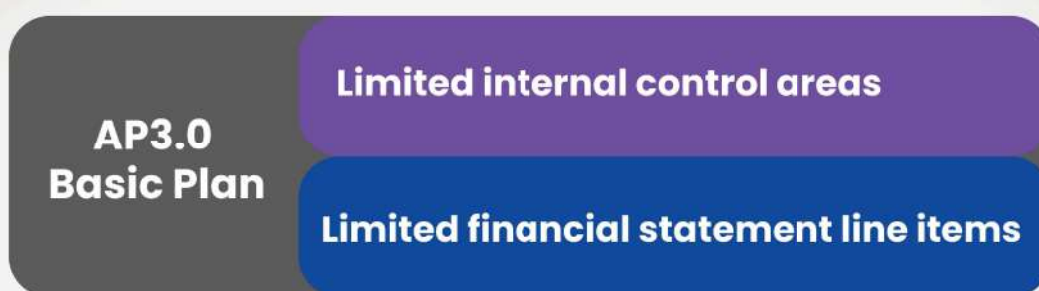 AP3.0
Basic Plan
Limited internal control areas
Limited financial statement line items